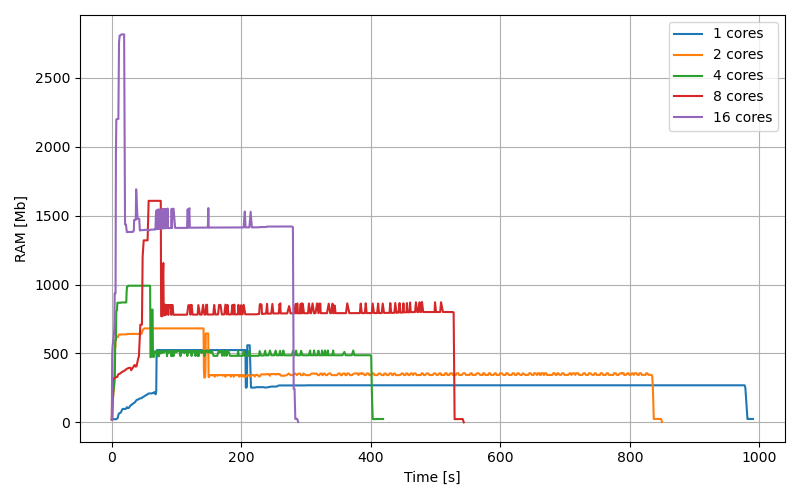 1 cores
2 cores
4 cores
8 cores
16 cores
2500
2000
1500
1000
500
0
RAM [Mb]
0 200 400 600 800 1000
Time [s]